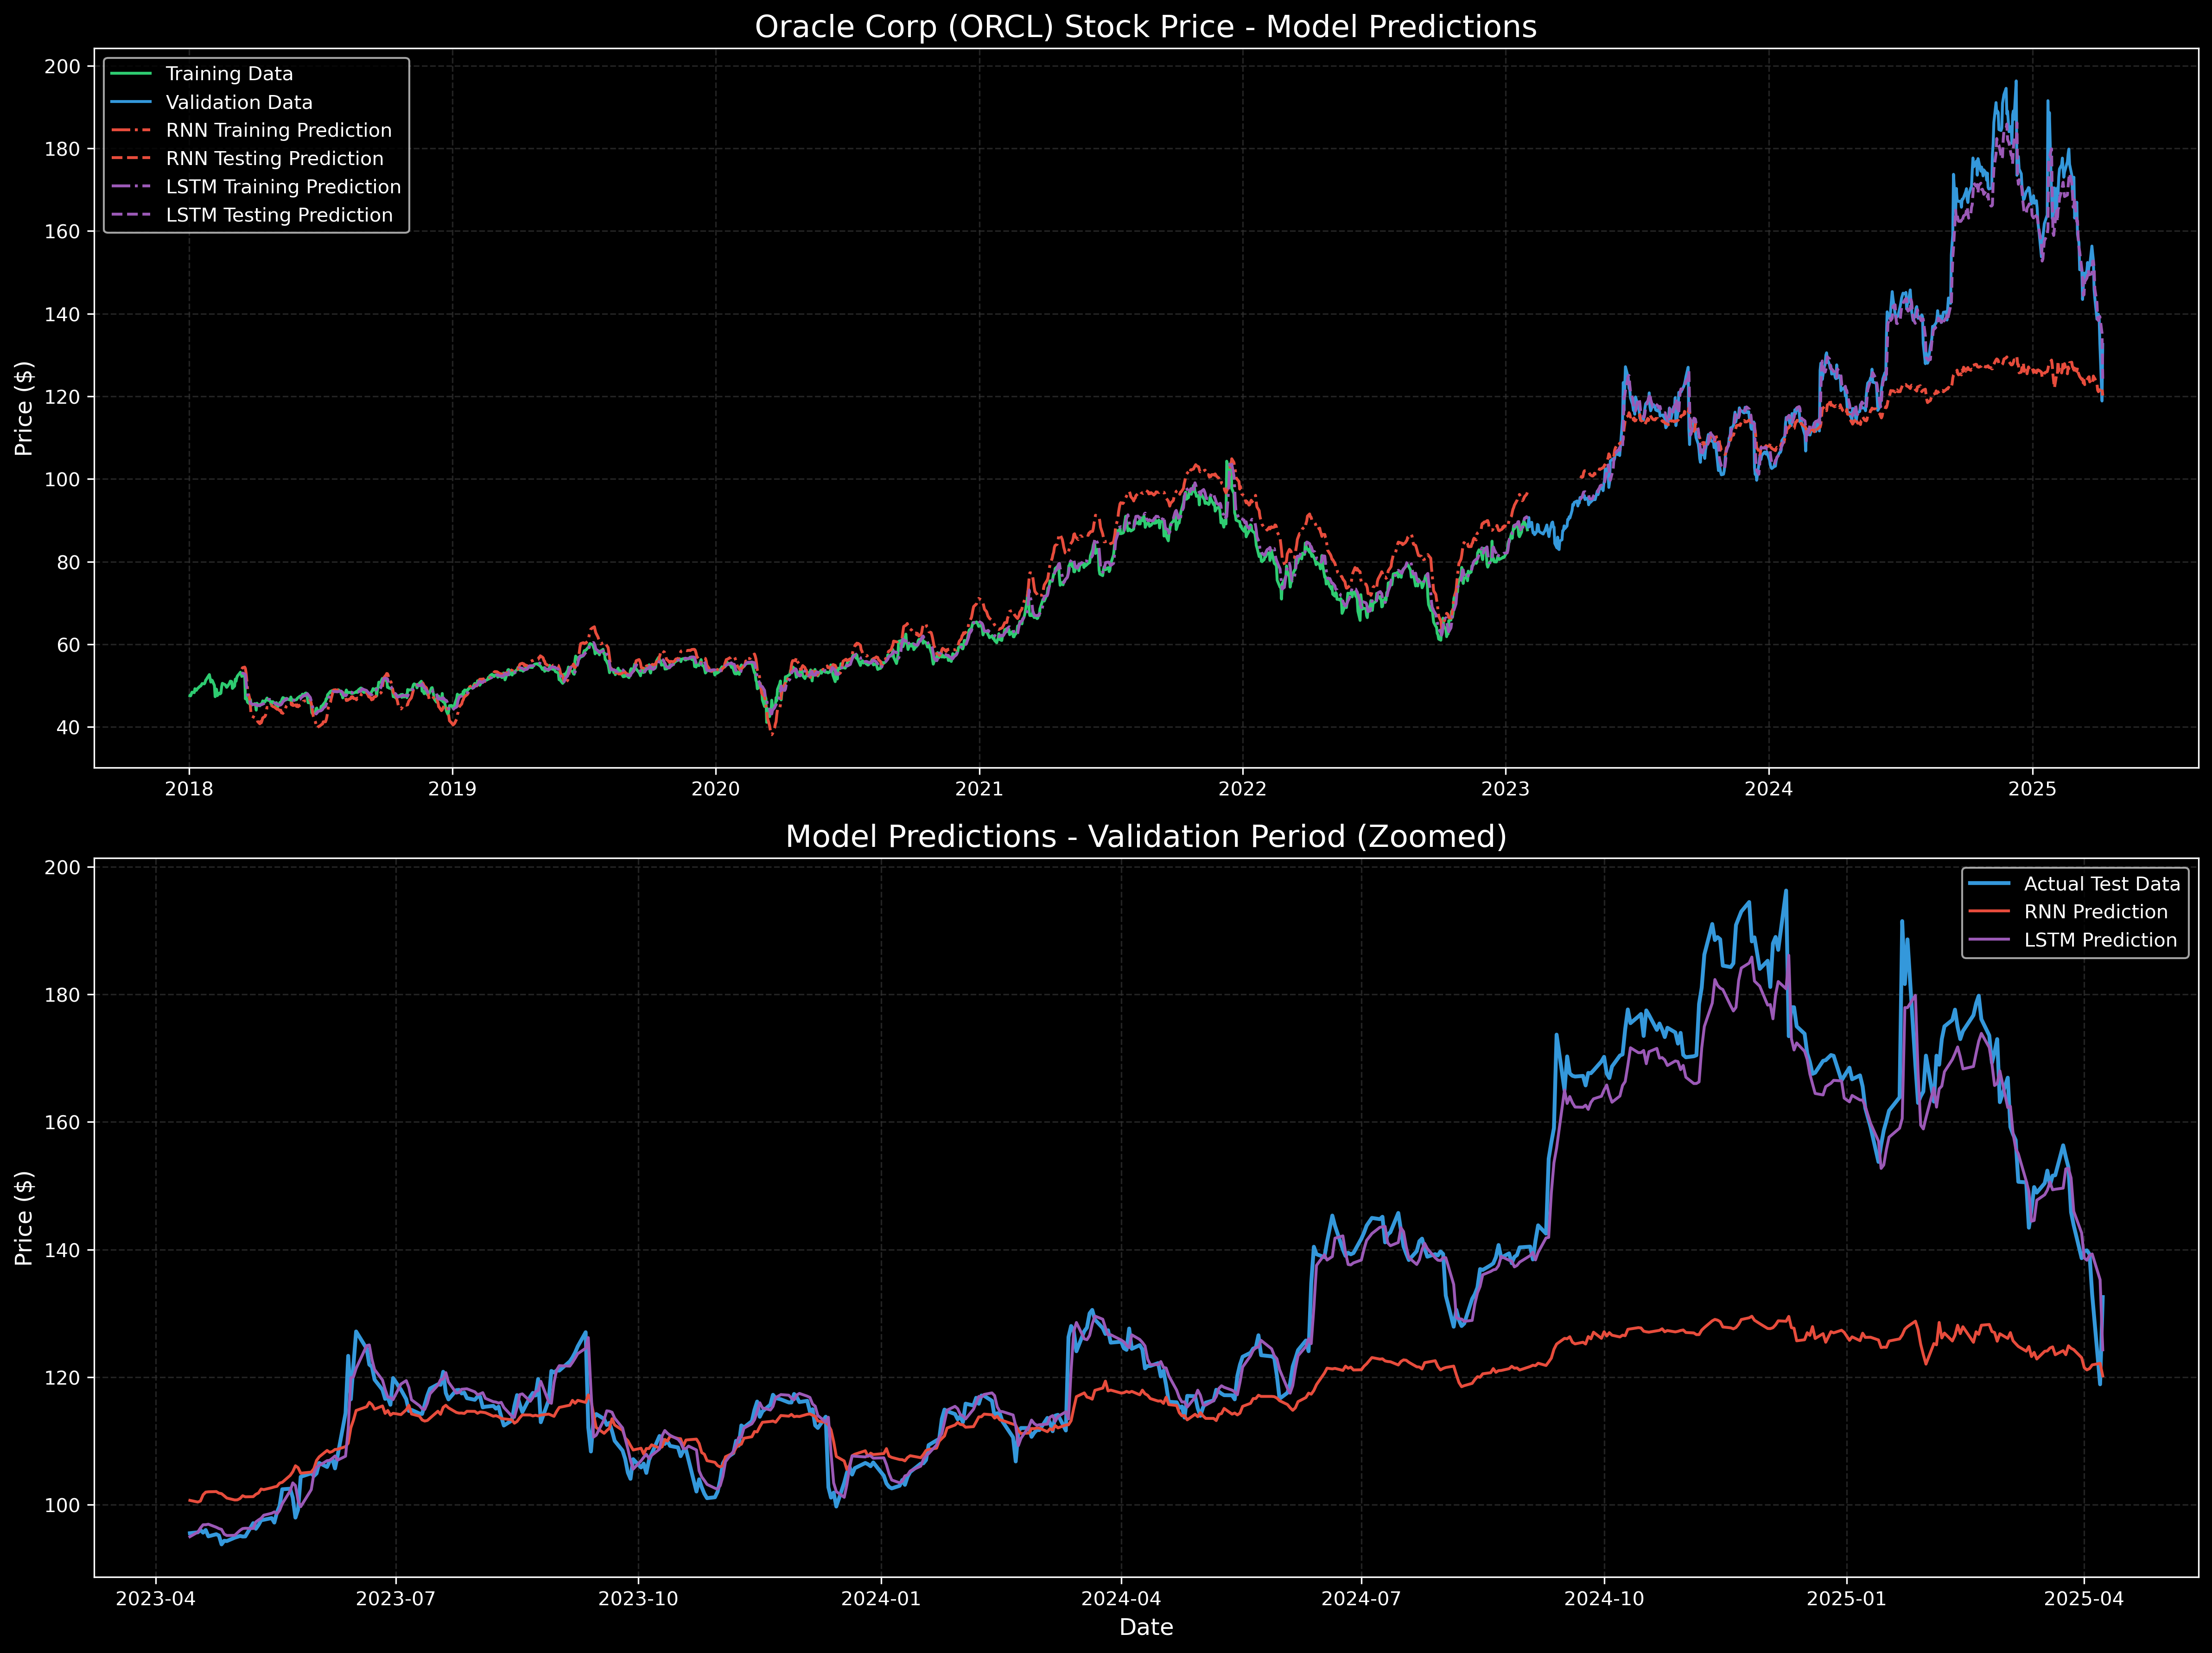 Oracle Corp (ORCL) Stock Price - Model Predictions
Training Data
Validation Data
RNN Training Prediction
RNN Testing Prediction
LSTM Training Prediction
LSTM Testing Prediction
Price ($)
200
180
160
140
120
100
80
60
40
2018
2019
2020
2021
2022
2023
2024
2025
Model Predictions - Validation Period (Zoomed)
Actual Test Data
RNN Prediction
LSTM Prediction
Price ($)
200
180
160
140
120
100
2023-04
2023-07
2023-10
2024-01
2024-04
2024-07
2024-10
2025-01
2025-04
Date